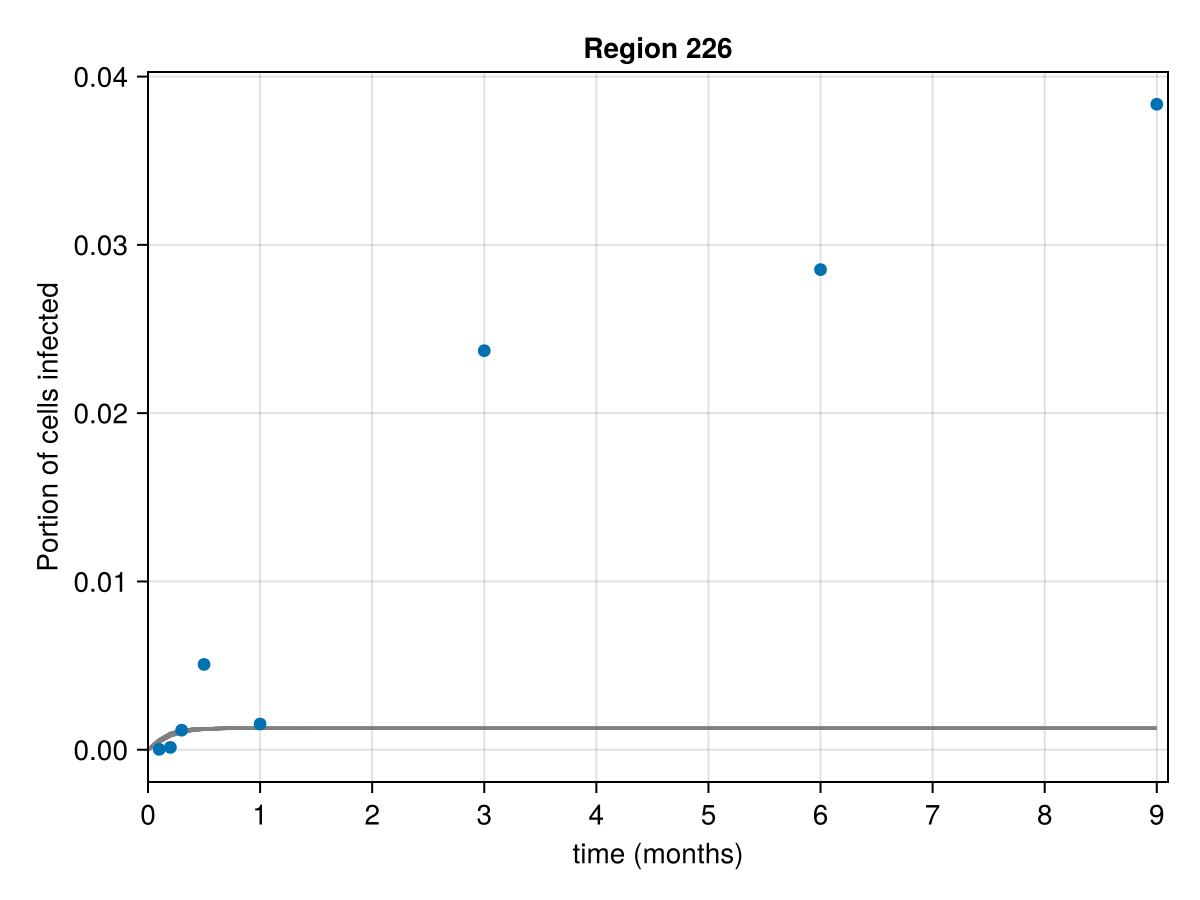 Region 226
0.04
0.03
0.02
0.01
0.00
Portion of cells infected
0 1 2 3 4 5 6 7 8 9
time (months)